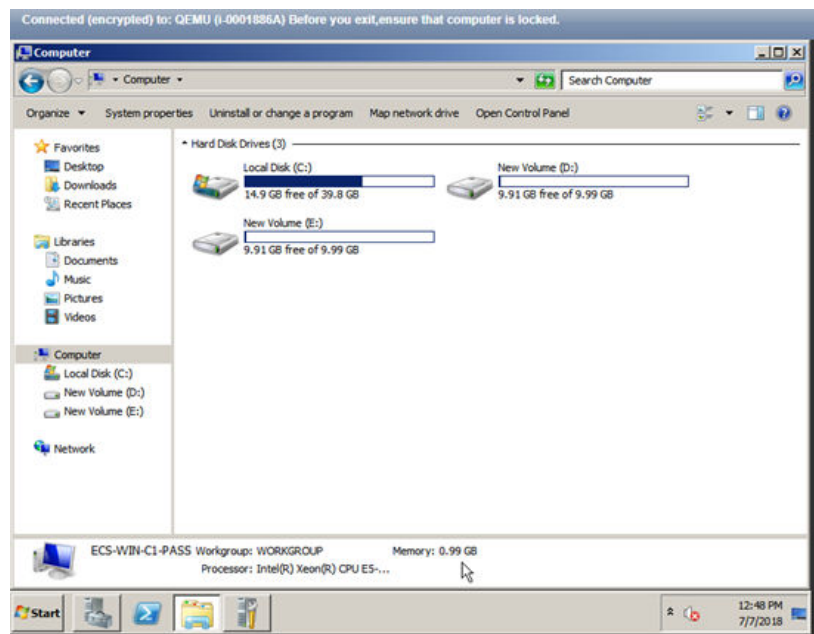 Connected (encrypted) to: QEMU (i-0001886A) Before you exit,ensure that computer is locked.
Computer
Computer
Search Computer
Organize System properties Uninstall or change a program Map network drive Open Control Panel
Favorites
Desktop
Downloads
Recent Places
Libraries
Documents
Music
Pictures
Videos
Computer
Local Disk (C:)
New Volume (D:)
New Volume (E:)
Network
Hard Disk Drives (3)
Local Disk (C:)
14.9 GB free of 39.8 GB
New Volume (D:)
9.91 GB free of 9.99 GB
New Volume (E:)
9.91 GB free of 9.99 GB
ECS-WIN-C1-PASS Workgroup: WORKGROUP Memory: 0.99 GB
Processor: Intel(R) Xeon(R) CPU E5-...
Start
12:48 PM
7/7/2018